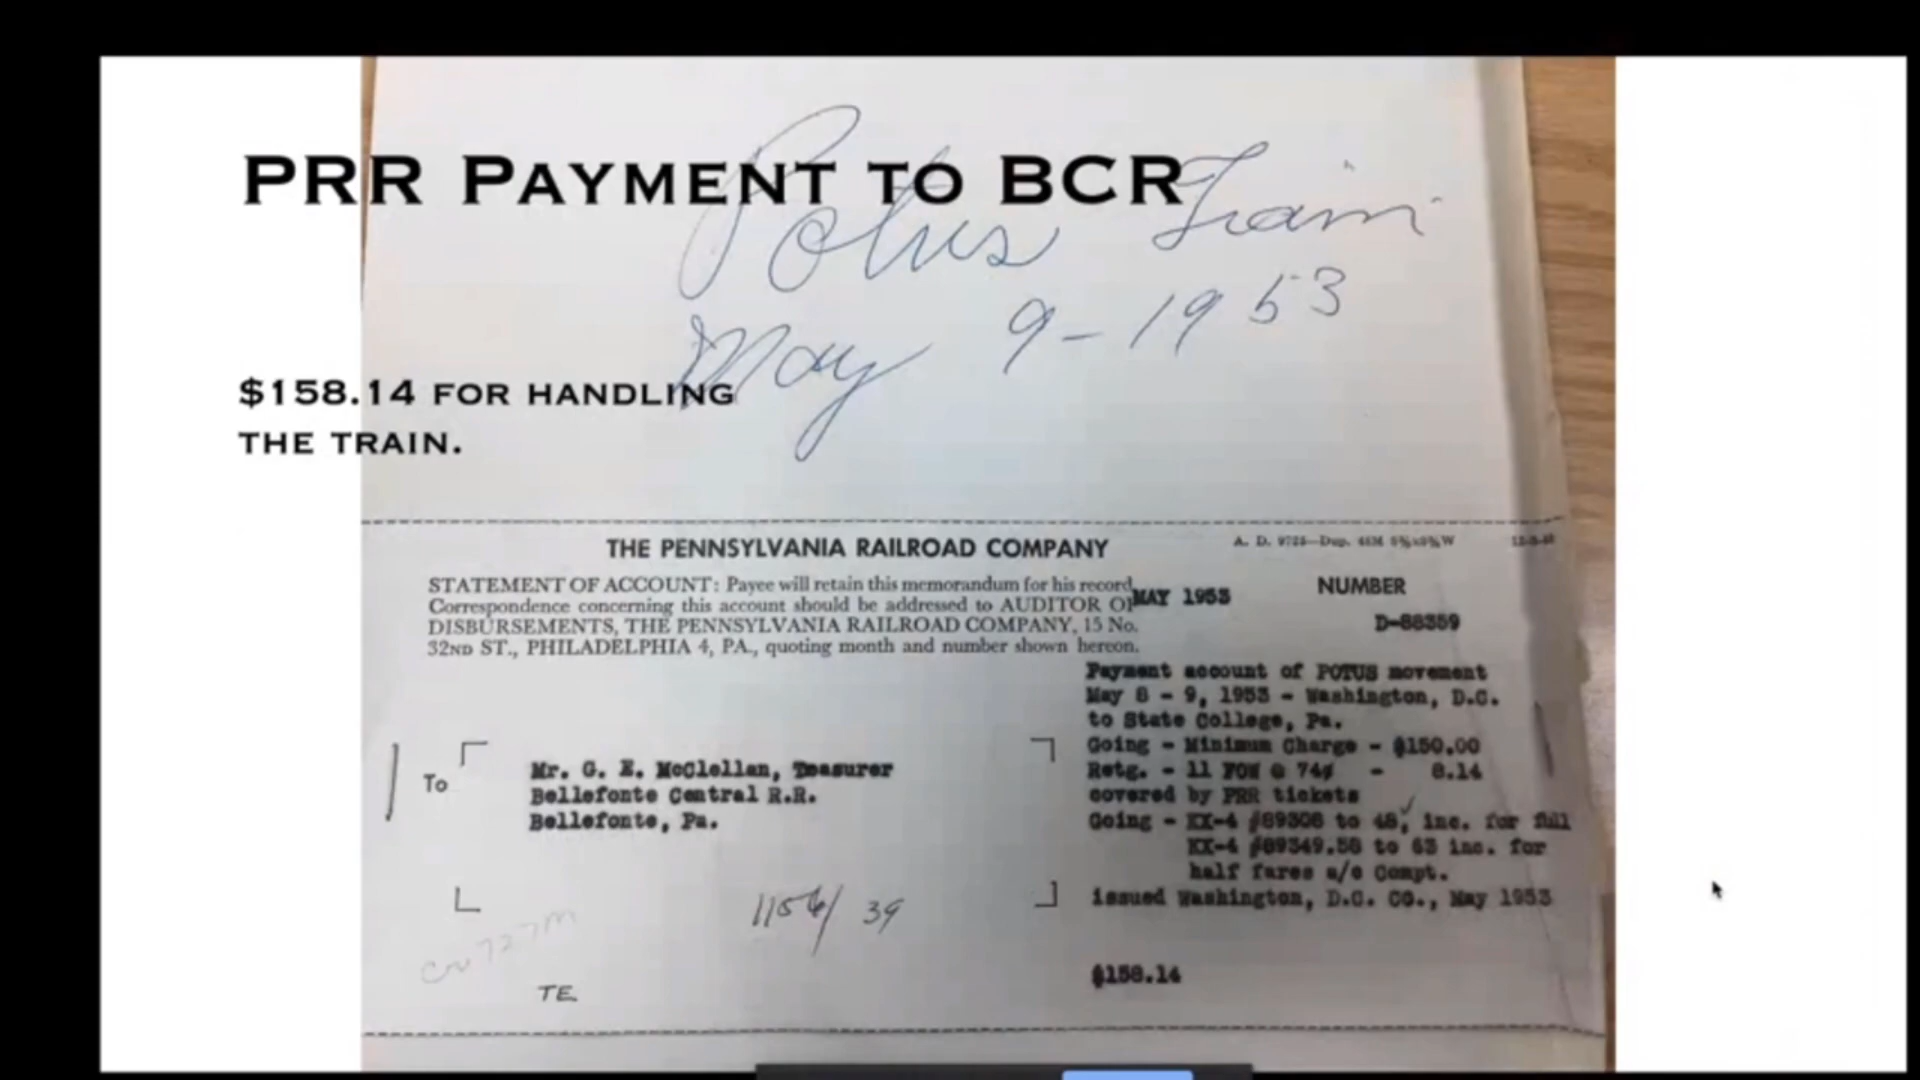 PRR PAYMENT TO BCR
Potus Train
May 9-1953
$158.14 FOR HANDLING
THE TRAIN.
THE PENNSYLVANIA RAILROAD COMPANY
STATEMENT OF ACCOUNT: Payee will retain this memorandum for his record.
Correspondence concerning this account should be addressed to AUDITOR OF
DISBURSEMENTS, THE PENNSYLVANIA RAILROAD COMPANY, 15 No.
32ND ST., PHILADELPHIA 4, PA., quoting month and number shown hereon.
MAY 1953
NUMBER
D-88359
Payment account of POTUS movement
May 8 - 9, 1953 - Washington, D.C.
to State College, Pa.
Going - Minimum Charge - $150.00
Retg. - 11 FOW @ 74¢ - 8.14
covered by PRR tickets
Going - KX-4 #89308 to 48, inc. for full
KX-4 #89349.58 to 63 inc. for
half fares a/c Compt.
issued Washington, D.C. CO., May 1953
$158.14
To
Mr. G. E. McClellan, Treasurer
Bellefonte Central R.R.
Bellefonte, Pa.
39
TE